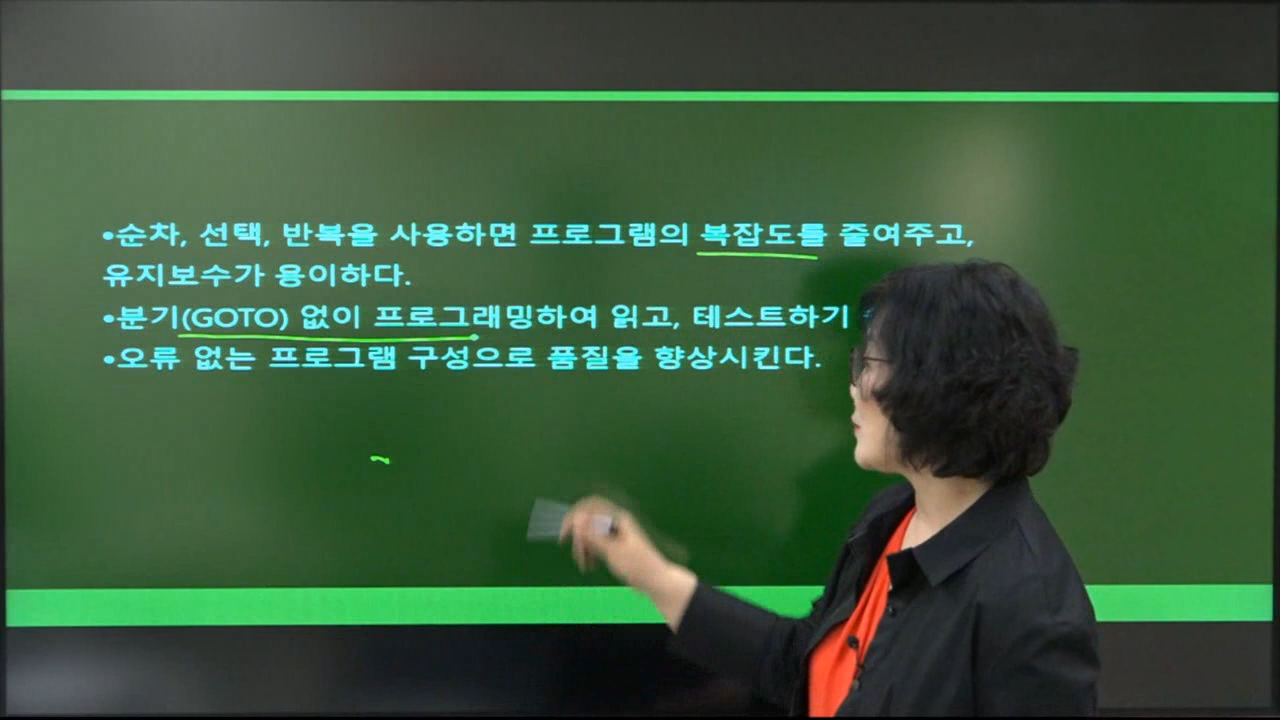 •순차, 선택, 반복을 사용하면 프로그램의 복잡도를 줄여주고,
유지보수가 용이하다.
•분기(GOTO) 없이 프로그래밍하여 읽고, 테스트하기
•오류 없는 프로그램 구성으로 품질을 향상시킨다.